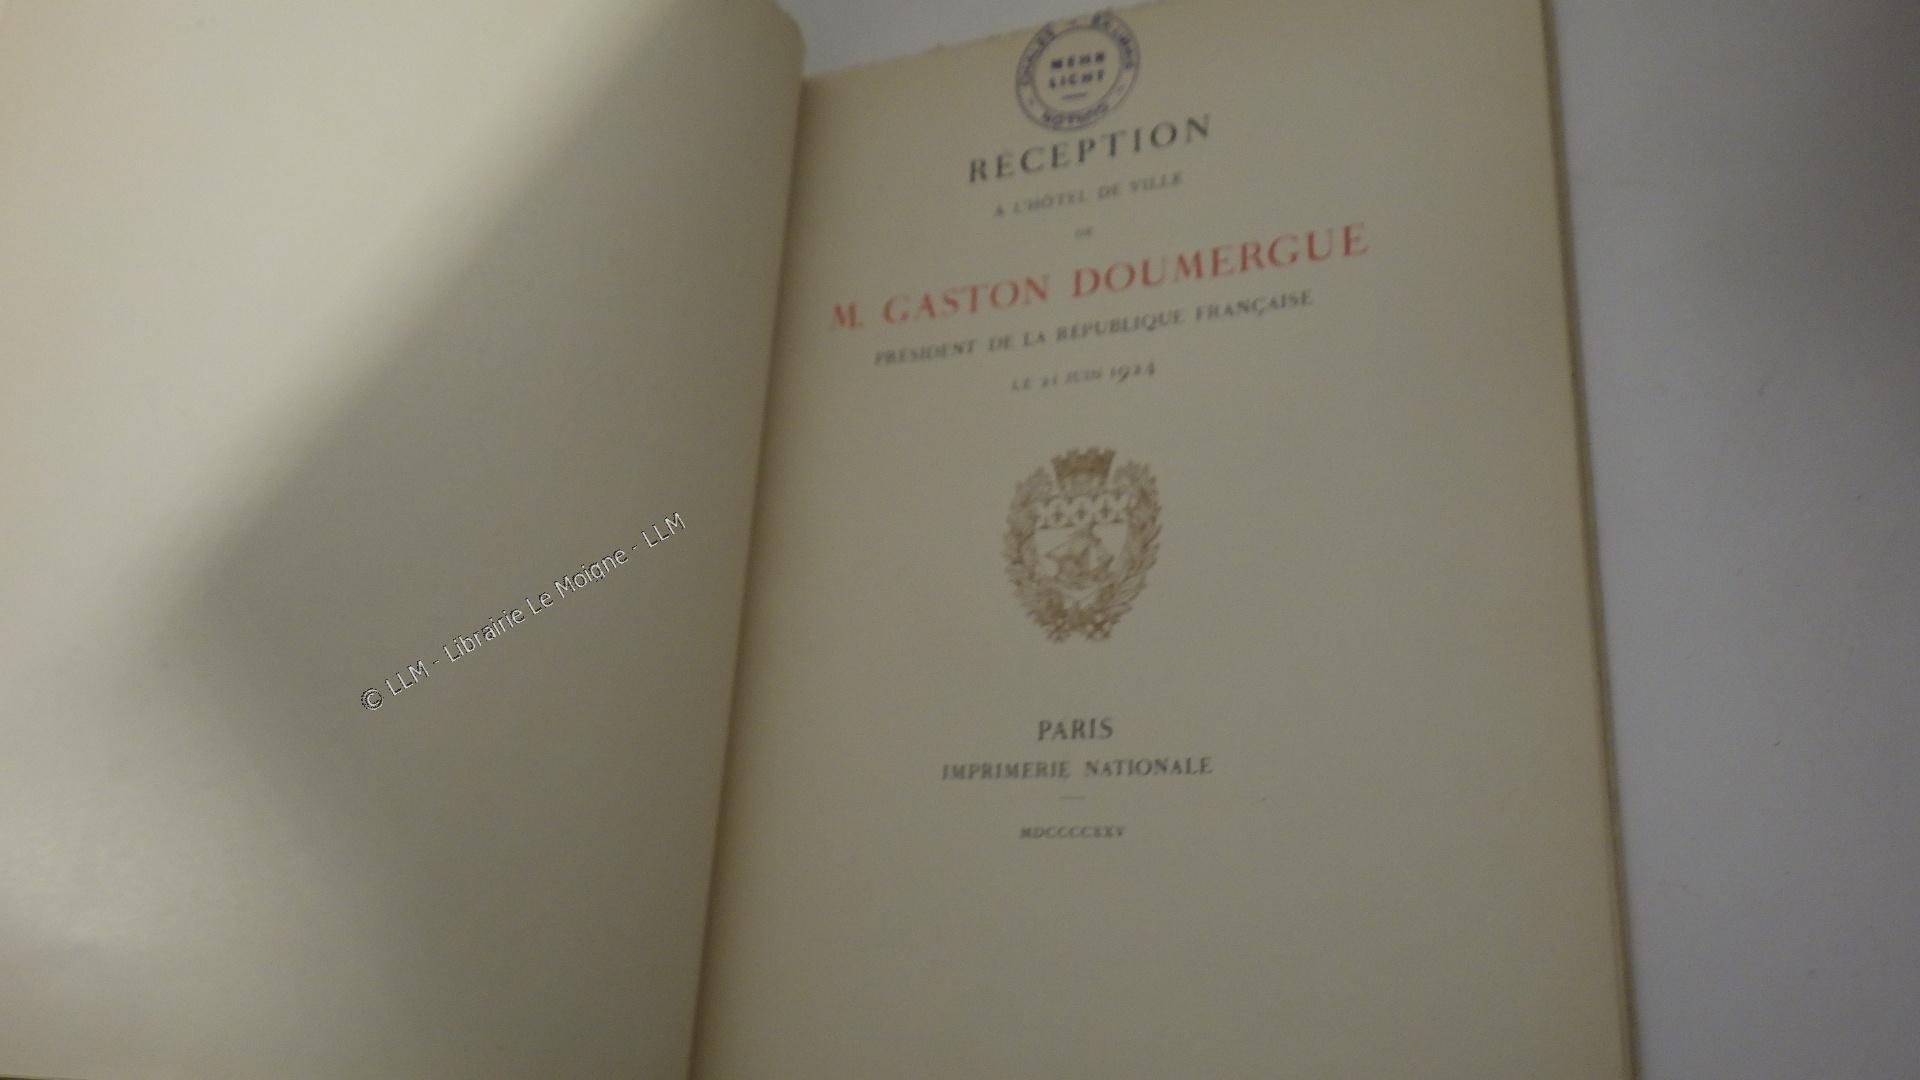 MEHR
LICHT
RÉCEPTION
A L'HÔTEL DE VILLE
DE
M. GASTON DOUMERGUE
PRÉSIDENT DE LA RÉPUBLIQUE FRANÇAISE
LE 21 JUIN 1924
PARIS
IMPRIMERIE NATIONALE
MDCCCCXXV
© LLM - Librairie Le Moigne - LLM